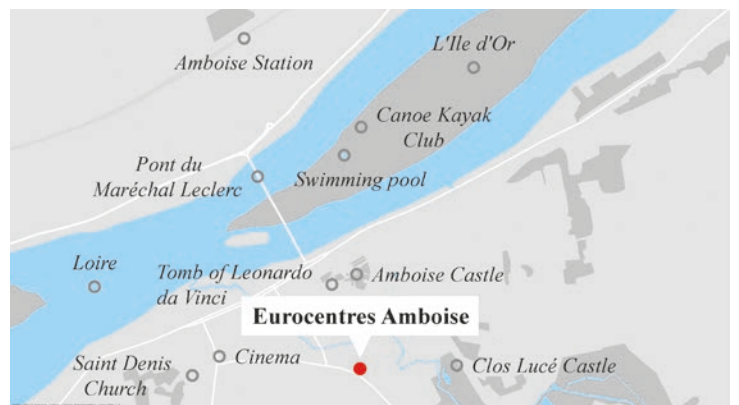 L'Ile d'Or
Amboise Station
Canoe Kayak
Club
Pont du
Maréchal Leclerc
Swimming pool
Loire
Tomb of Leonardo
da Vinci
Amboise Castle
Eurocentres Amboise
Saint Denis
Church
Cinema
Clos Lucé Castle